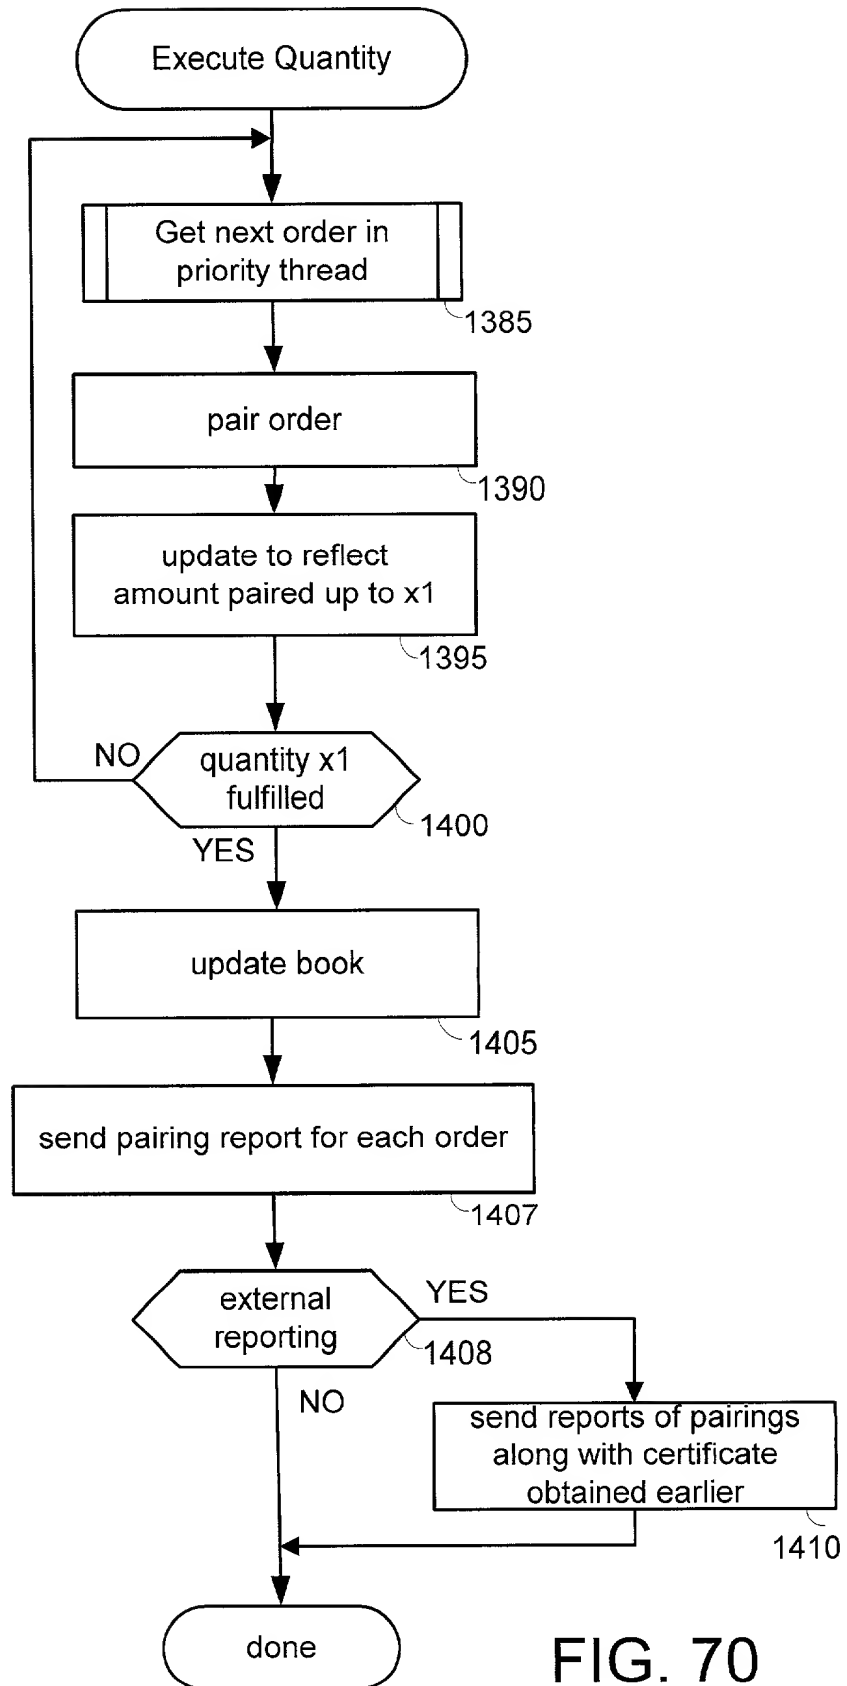 Execute Quantity
Get next order in
priority thread
1385
pair order
1390
update to reflect
amount paired up to x1
1395
NO
quantity x1
fulfilled
1400
YES
update book
1405
send pairing report for each order
1407
external
reporting
YES
1408
NO
send reports of pairings
along with certificate
obtained earlier
1410
done
FIG. 70